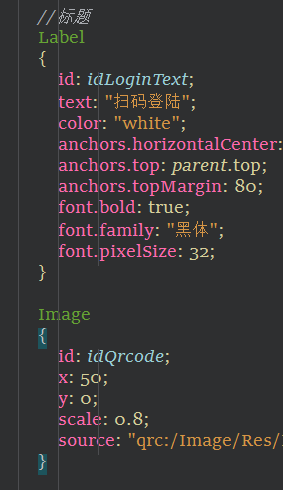 //标题
Label
{
id: idLoginText;
text: "扫码登陆";
color: "white";
anchors.horizontalCenter:
anchors.top: parent.top;
anchors.topMargin: 80;
font.bold: true;
font.family: "黑体";
font.pixelSize: 32;
}
Image
{
id: idQrcode;
x: 50;
y: 0;
scale: 0.8;
source: "qrc:/Image/Res/
}